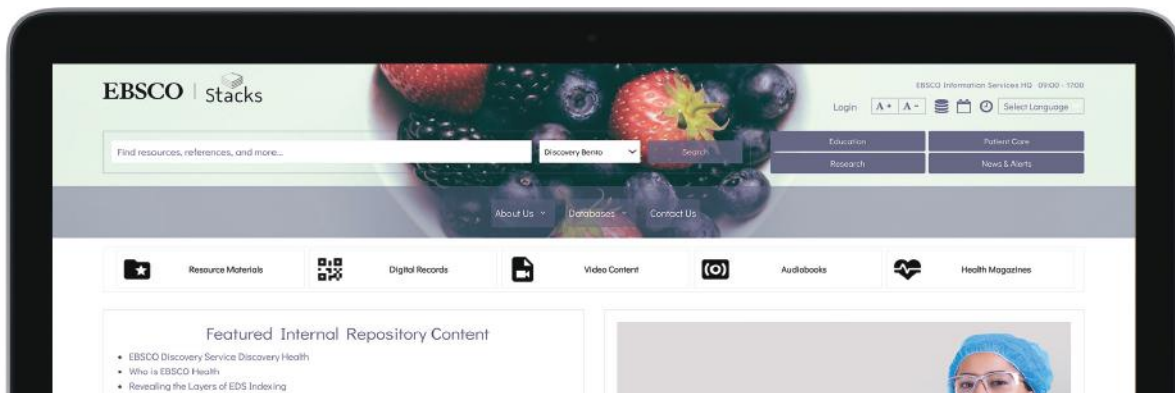 EBSCO | Stacks
EBSCO Information Services HQ 09:00 - 17:00
Login A+ A- Select Language
Find resources, references, and more...
Discovery Bento
Search
Education
Patient Care
Research
News & Alerts
About Us
Databases
Contact Us
Resource Materials
Digital Records
Video Content
Audiobooks
Health Magazines
Featured Internal Repository Content
• EBSCO Discovery Service Discovery Health
• Who is EBSCO Health
• Revealing the Layers of EDS Indexing